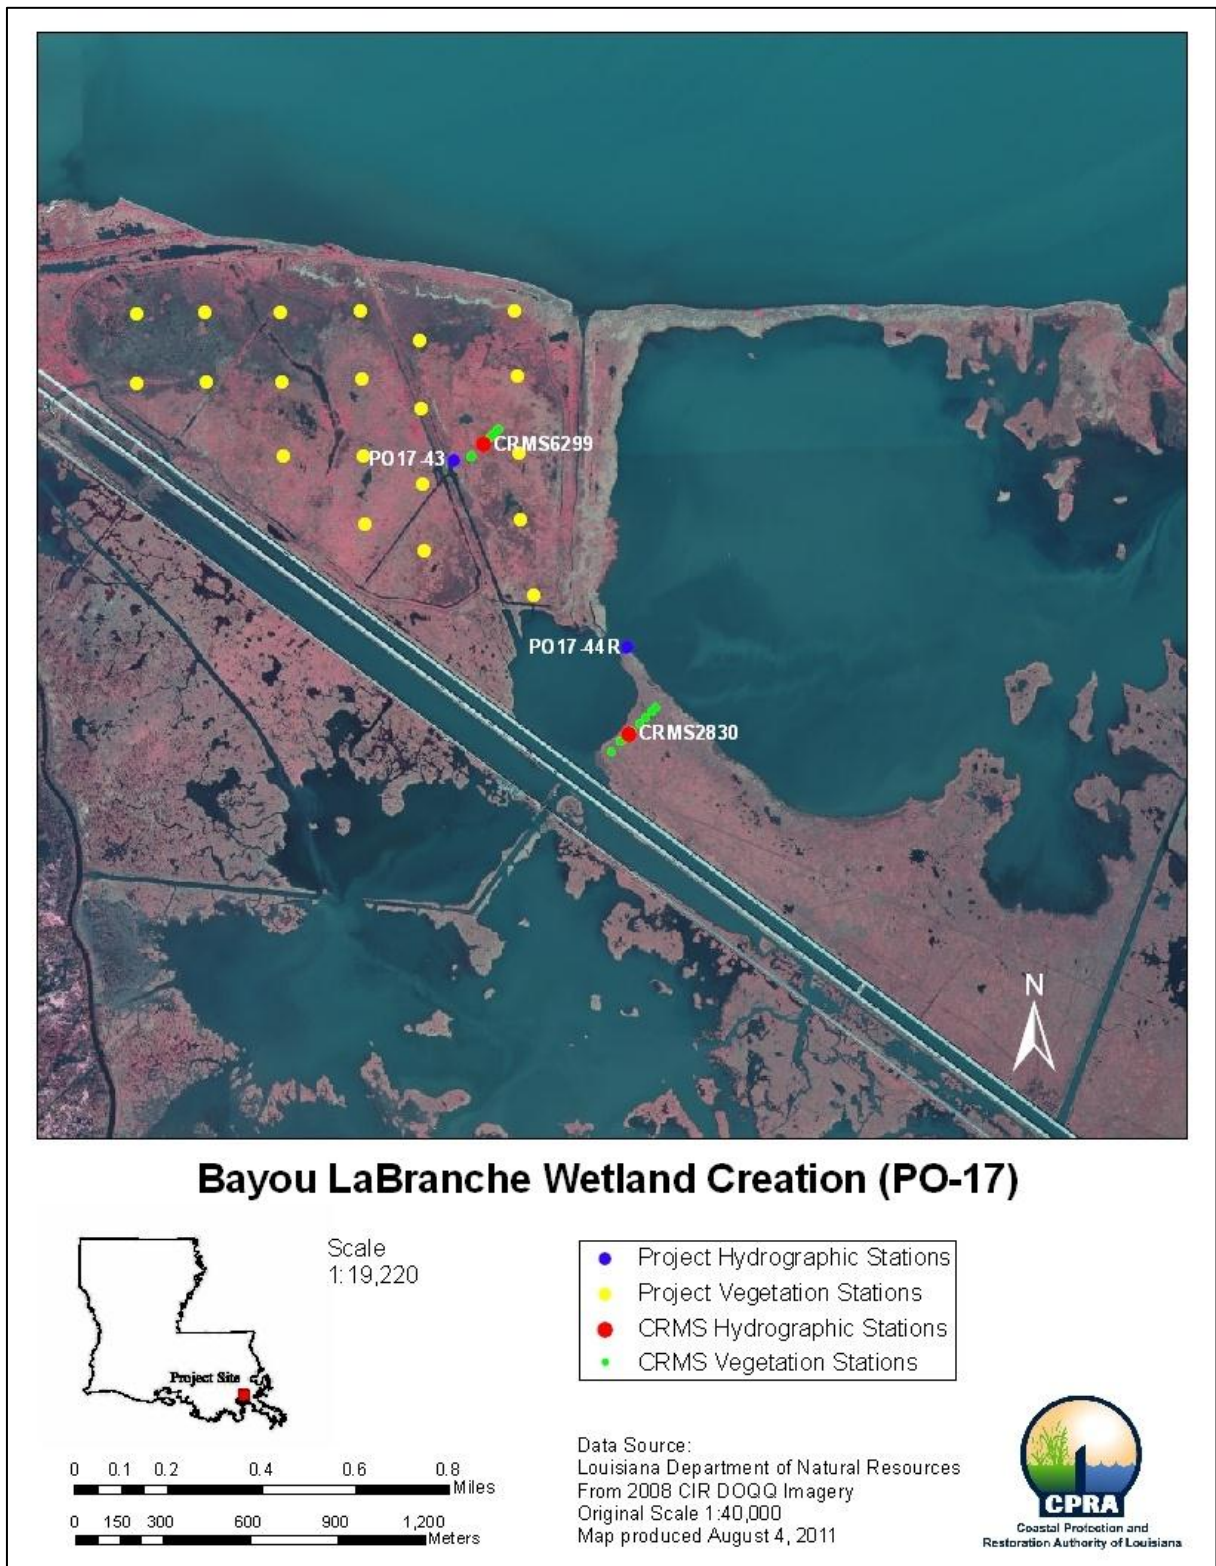 CRMS6299
PO17-43
PO17-44R
CRMS2830
N
Bayou LaBranche Wetland Creation (PO-17)
Scale
1:19,220
Project Site
0 0.1 0.2 0.4 0.6 0.8
Miles
0 150 300 600 900 1,200
Meters
Project Hydrographic Stations
Project Vegetation Stations
CRMS Hydrographic Stations
CRMS Vegetation Stations
Data Source:
Louisiana Department of Natural Resources
From 2008 CIR DOQQ Imagery
Original Scale 1:40,000
Map produced August 4, 2011
CPRA
Coastal Protection and
Restoration Authority of Louisiana